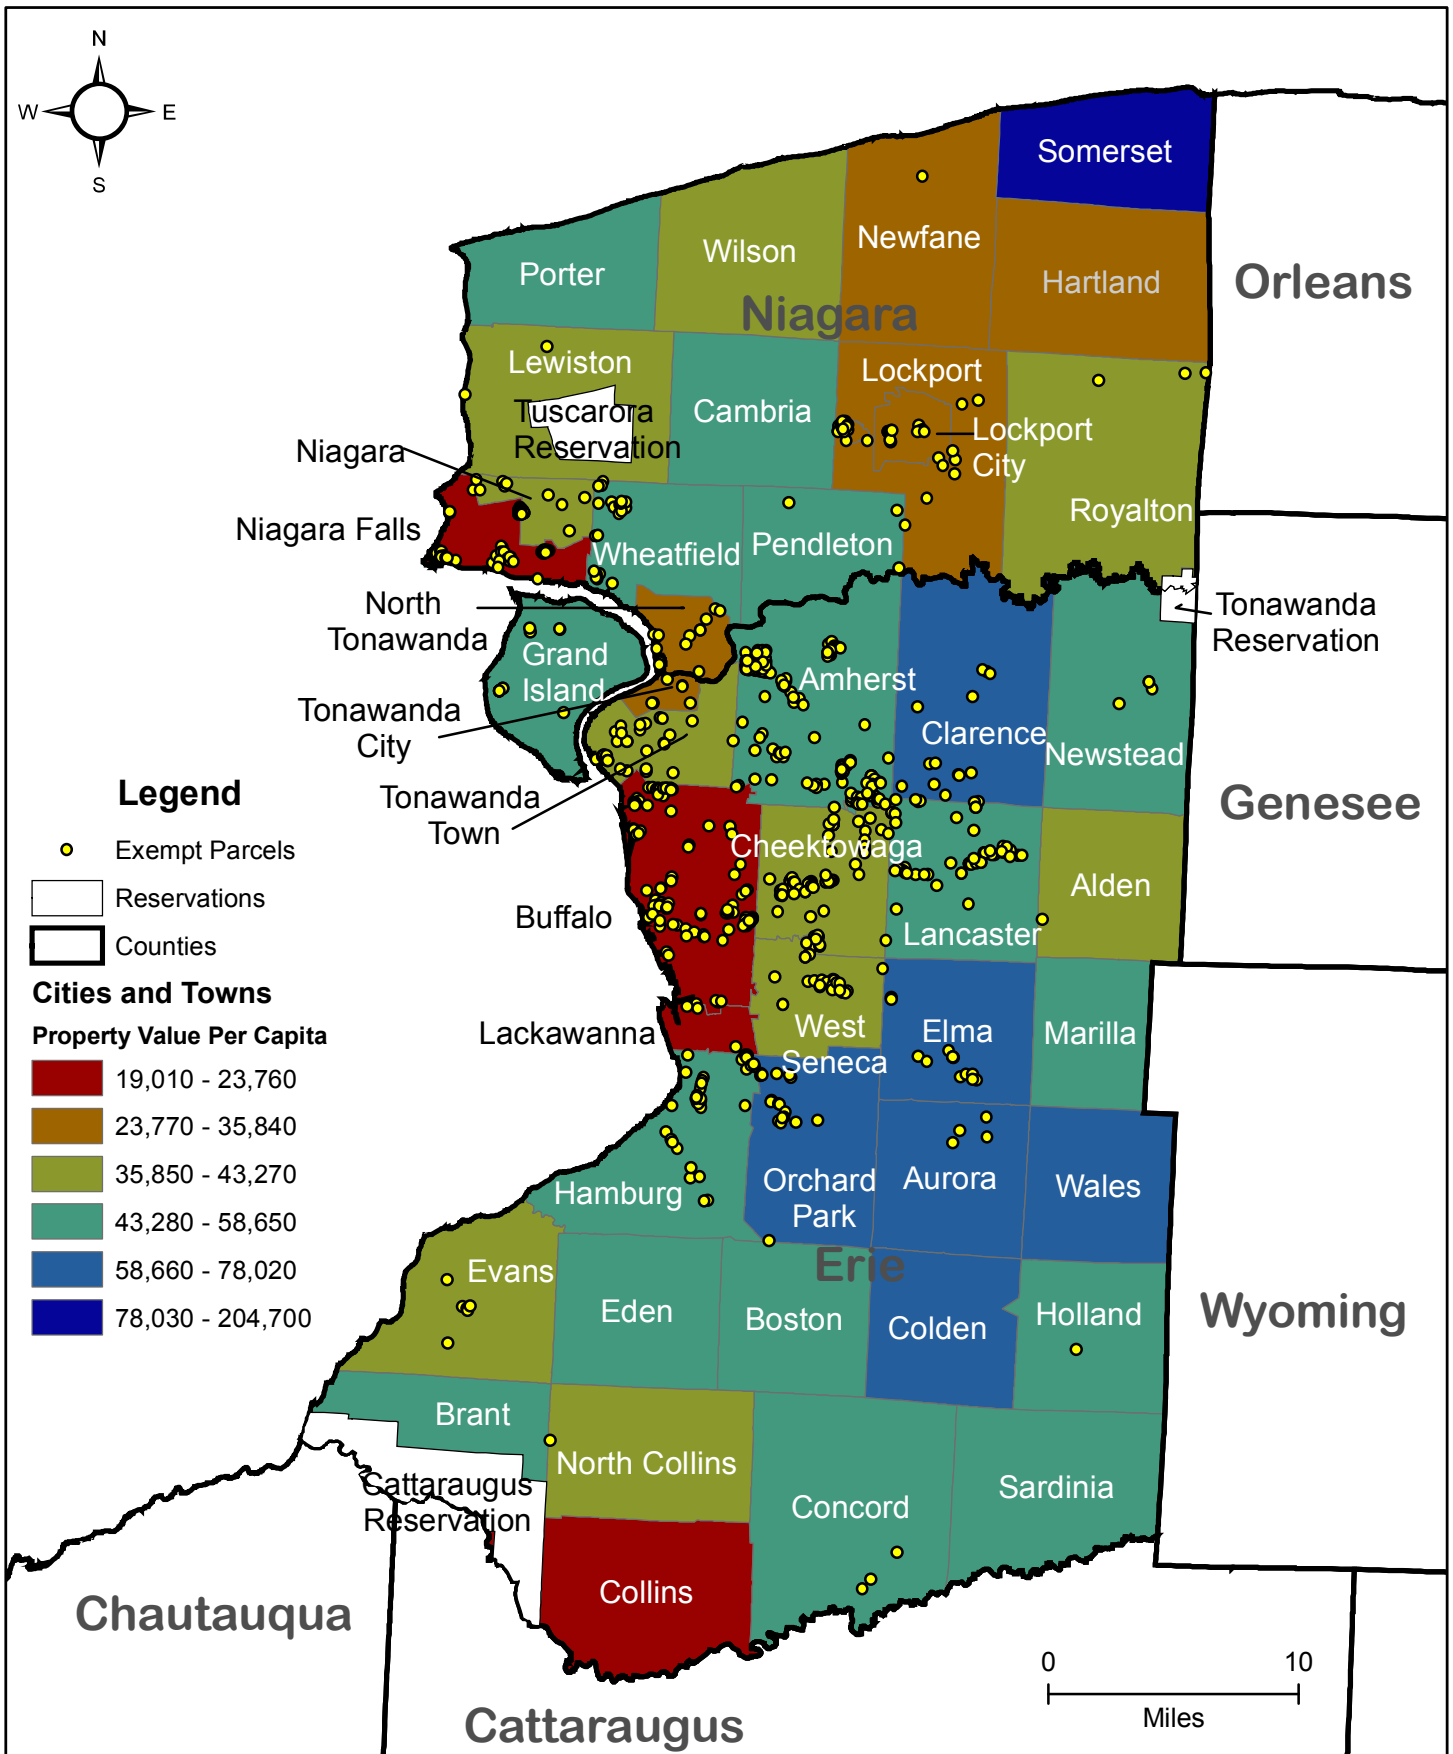 N
W
E
S
Somerset
Newfane
Wilson
Porter
Hartland
Orleans
Niagara
Lewiston
Lockport
Tuscarora
Reservation
Cambria
Lockport
City
Niagara
Royalton
Niagara Falls
Wheatfield
Pendleton
North
Tonawanda
Tonawanda
Reservation
Grand
Island
Amherst
Tonawanda
City
Clarence
Newstead
Tonawanda
Town
Genesee
Cheektowaga
Alden
Buffalo
Lancaster
Lackawanna
West
Seneca
Elma
Marilla
Hamburg
Orchard
Park
Aurora
Wales
Erie
Evans
Eden
Boston
Colden
Holland
Wyoming
Brant
North Collins
Cattaraugus
Reservation
Concord
Sardinia
Collins
Chautauqua
Cattaraugus
Legend
Exempt Parcels
Reservations
Counties
Cities and Towns
Property Value Per Capita
19,010 - 23,760
23,770 - 35,840
35,850 - 43,270
43,280 - 58,650
58,660 - 78,020
78,030 - 204,700
0 10
Miles